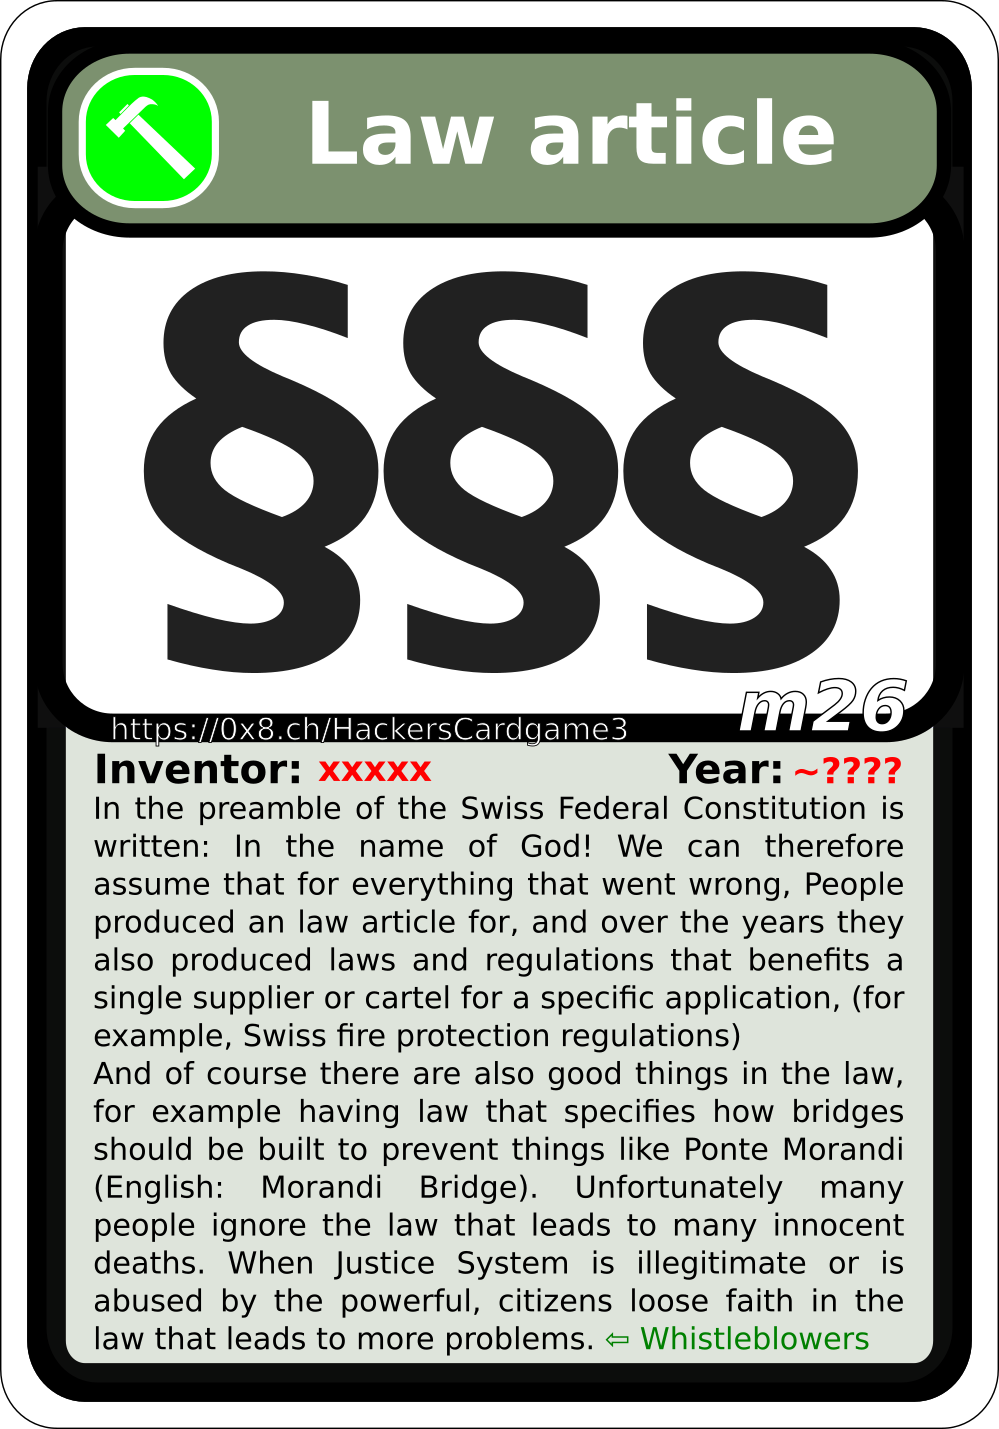 Law article
§§§
m26
https://0x8.ch/HackersCardgame3
Inventor: xxxxx Year: ~????
In the preamble of the Swiss Federal Constitution is
written: In the name of God! We can therefore
assume that for everything that went wrong, People
produced an law article for, and over the years they
also produced laws and regulations that benefits a
single supplier or cartel for a specific application, (for
example, Swiss fire protection regulations)
And of course there are also good things in the law,
for example having law that specifies how bridges
should be built to prevent things like Ponte Morandi
(English: Morandi Bridge). Unfortunately many
people ignore the law that leads to many innocent
deaths. When Justice System is illegitimate or is
abused by the powerful, citizens loose faith in the
law that leads to more problems. ⇦ Whistleblowers